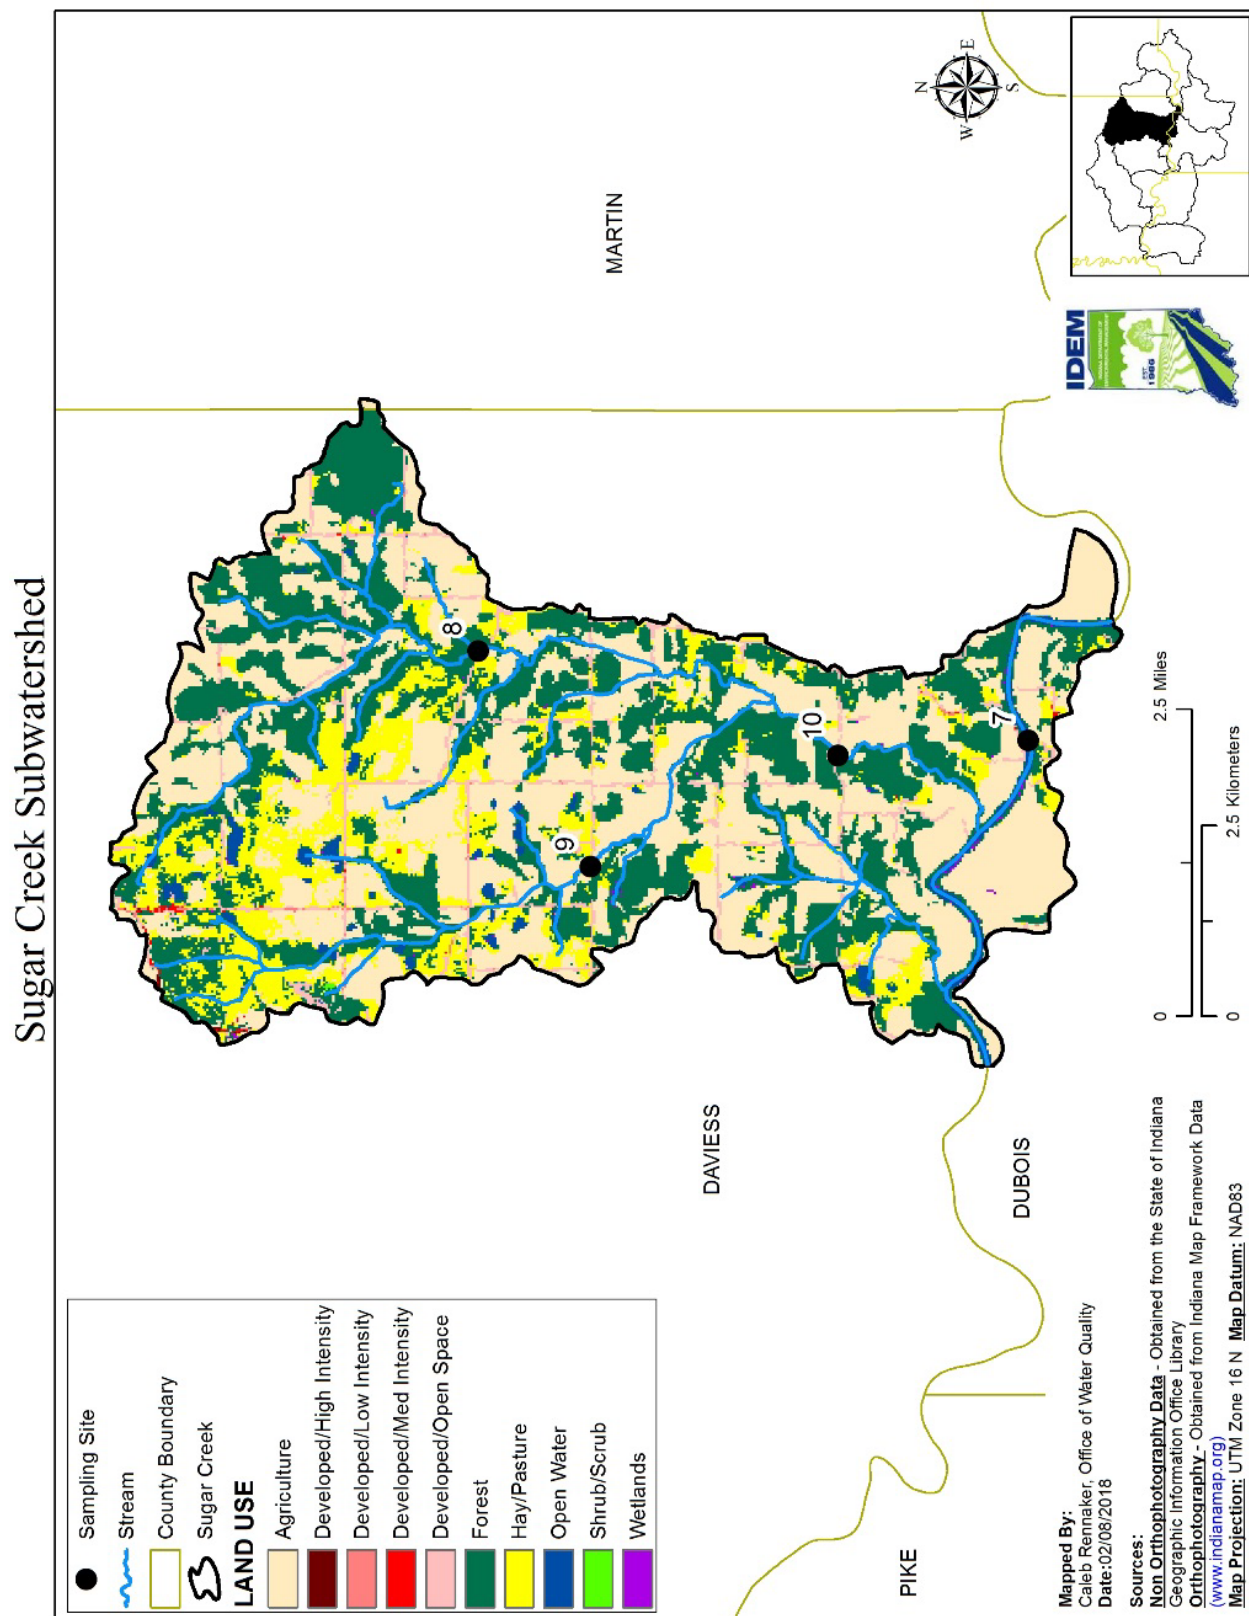 Sugar Creek Subwatershed
Sampling Site
Stream
County Boundary
Sugar Creek
LAND USE
Agriculture
Developed/High Intensity
Developed/Low Intensity
Developed/Med Intensity
Developed/Open Space
Forest
Hay/Pasture
Open Water
Shrub/Scrub
Wetlands
MARTIN
DAVIESS
DUBOIS
PIKE
8
9
10
7
N
E
S
W
0 2.5 Miles
0 2.5 Kilometers
IDEM
EST.
1986
Mapped By:
Caleb Rennaker, Office of Water Quality
Date:02/08/2018
Sources:
Non Orthophotography Data - Obtained from the State of Indiana
Geographic Information Office Library
Orthophotography - Obtained from Indiana Map Framework Data
(www.indianamap.org)
Map Projection: UTM Zone 16 N Map Datum: NAD83